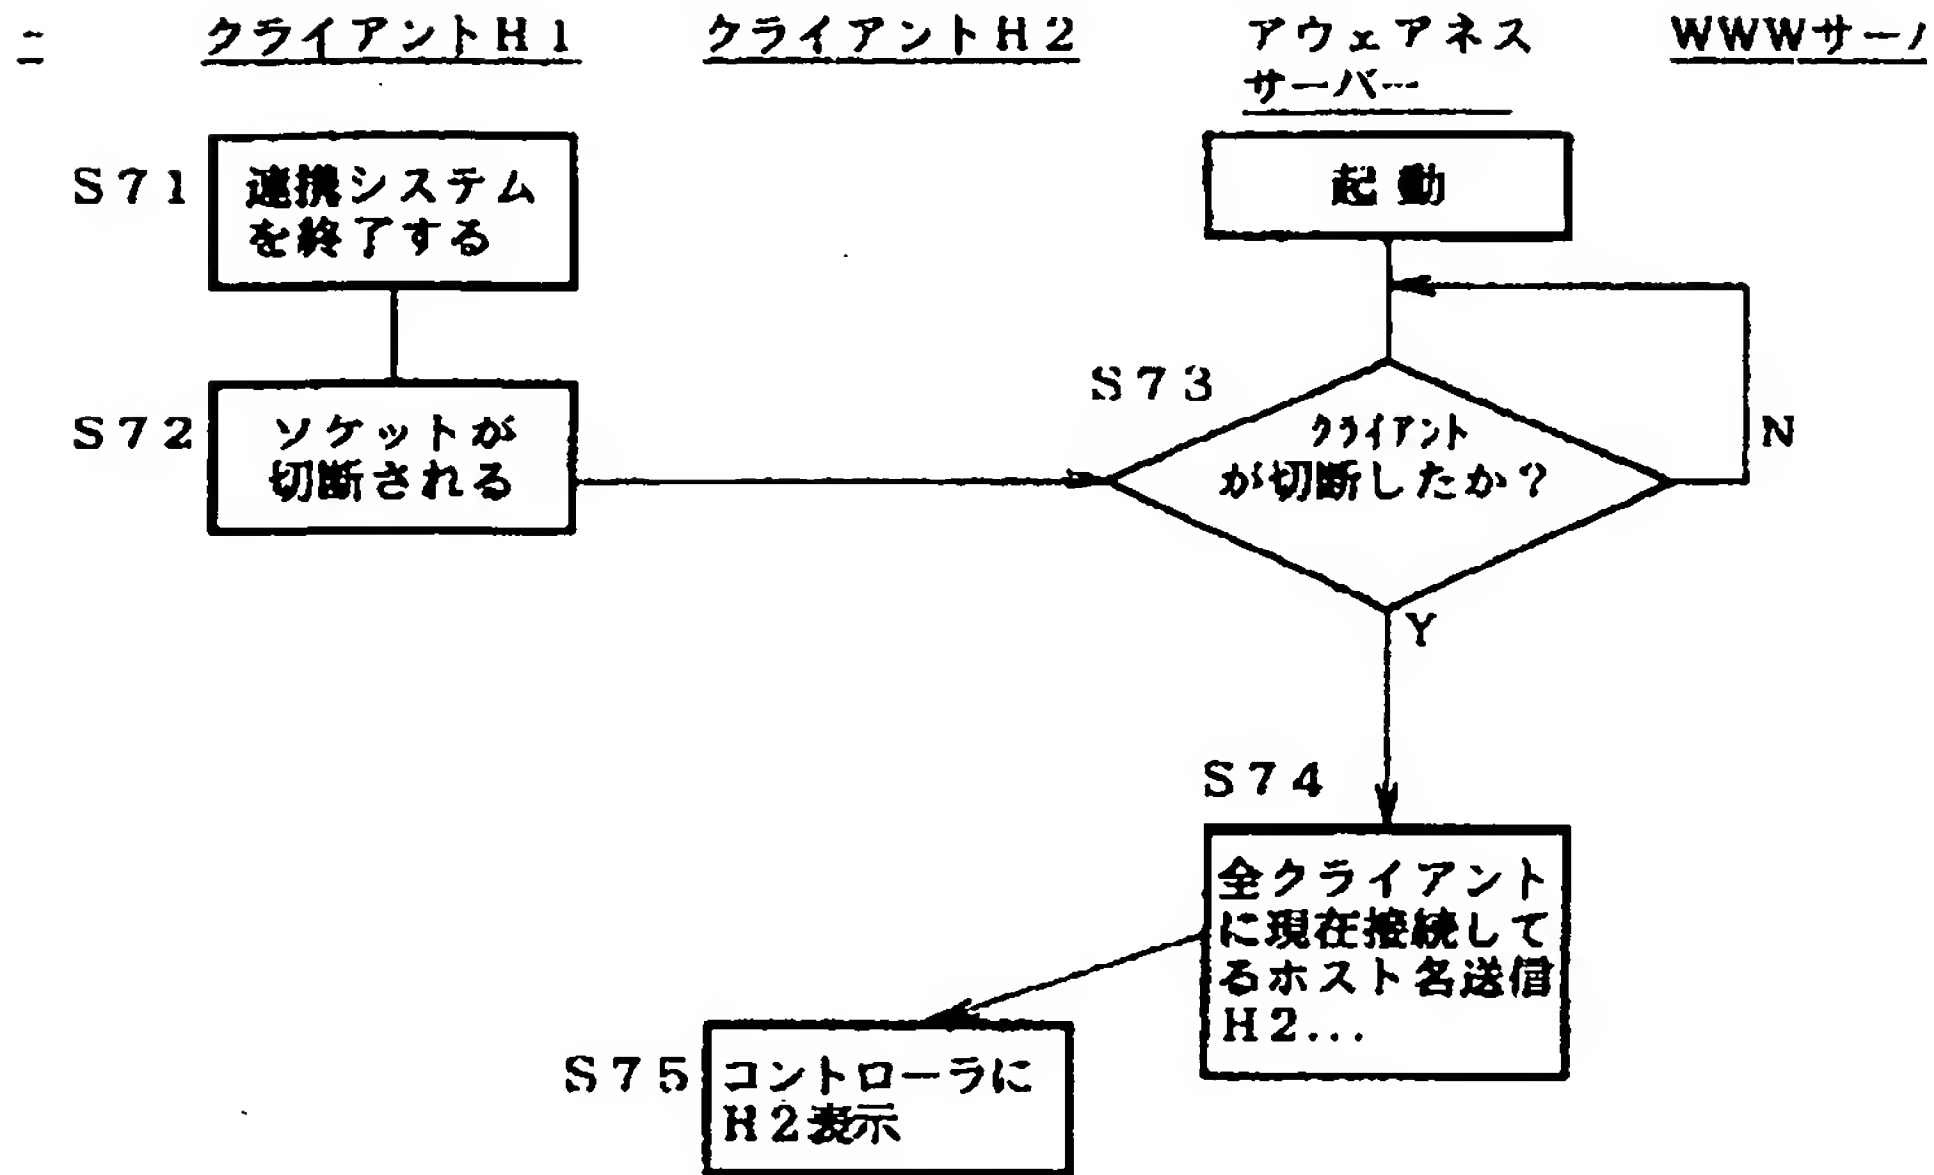 クライアントH1
クライアントH2
アウェアネス
サーバー
WWWサー
S71
連携システム
を終了する
起動
S72
ソケットが
切断される
S73
クライアント
が切断したか?
N
Y
S74
全クライアント
に現在接続して
るホスト名送信
H2...
S75
コントローラに
H2表示